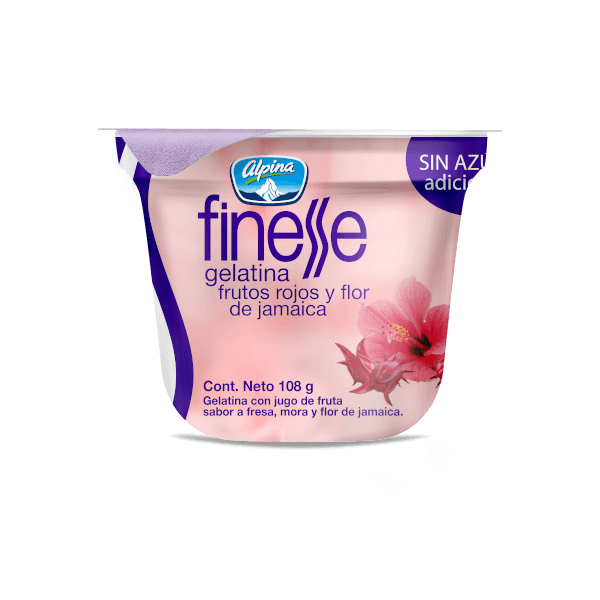 Alpina
SIN AZU
adicio
finesse
gelatina
frutos rojos y flor
de jamaica
Cont. Neto 108 g
Gelatina con jugo de fruta
sabor a fresa, mora y flor de jamaica.